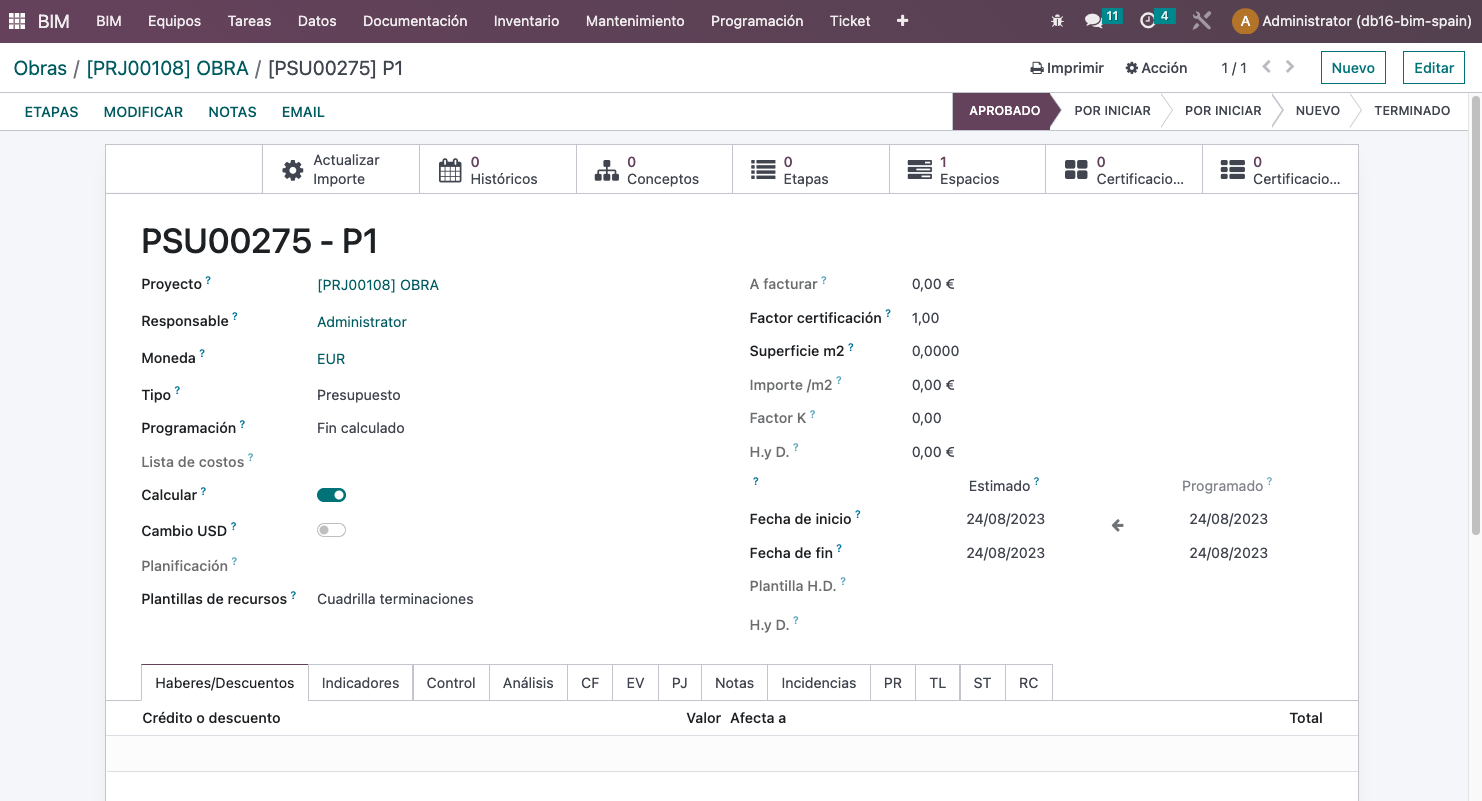 BIM BIM Equipos Tareas Datos Documentación Inventario Mantenimiento Programación Ticket + 11 4 A Administrator (db16-bim-spain)
Obras / [PRJ00108] OBRA / [PSU00275] P1 Imprimir Acción 1 / 1 Nuevo Editar
ETAPAS MODIFICAR NOTAS EMAIL APROBADO POR INICIAR POR INICIAR NUEVO TERMINADO
Actualizar Importe
0 Históricos
0 Conceptos
0 Etapas
1 Espacios
0 Certificacio...
0 Certificacio...
PSU00275 - P1
Proyecto ? [PRJ00108] OBRA
Responsable ? Administrator
Moneda ? EUR
Tipo ? Presupuesto
Programación ? Fin calculado
Lista de costos ?
Calcular ?
Cambio USD ?
Planificación ?
Plantillas de recursos ? Cuadrilla terminaciones
A facturar ? 0,00 €
Factor certificación ? 1,00
Superficie m2 ? 0,0000
Importe /m2 ? 0,00 €
Factor K ? 0,00
H.y D. ? 0,00 €
? Estimado ? Programado ?
Fecha de inicio ? 24/08/2023 24/08/2023
Fecha de fin ? 24/08/2023 24/08/2023
Plantilla H.D. ?
H.y D. ?
Haberes/Descuentos Indicadores Control Análisis CF EV PJ Notas Incidencias PR TL ST RC
Crédito o descuento Valor Afecta a Total